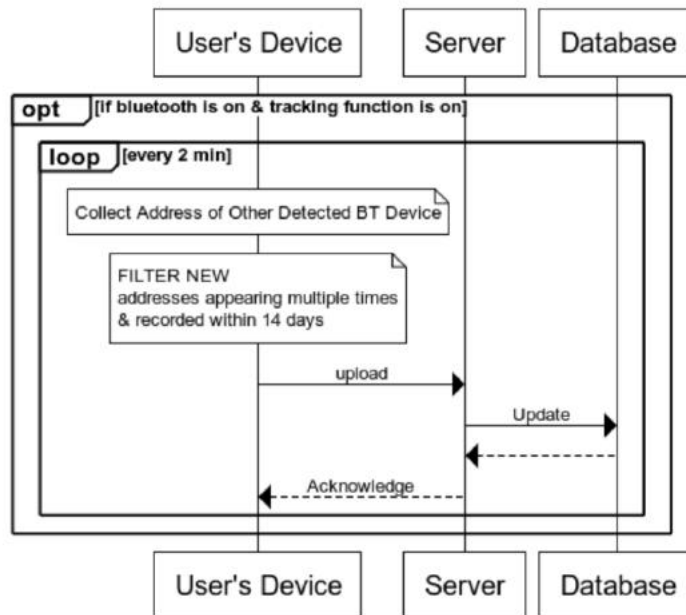 User's Device
Server
Database
opt
[if bluetooth is on & tracking function is on]
loop
[every 2 min]
Collect Address of Other Detected BT Device
FILTER NEW
addresses appearing multiple times
& recorded within 14 days
upload
Update
Acknowledge
User's Device
Server
Database